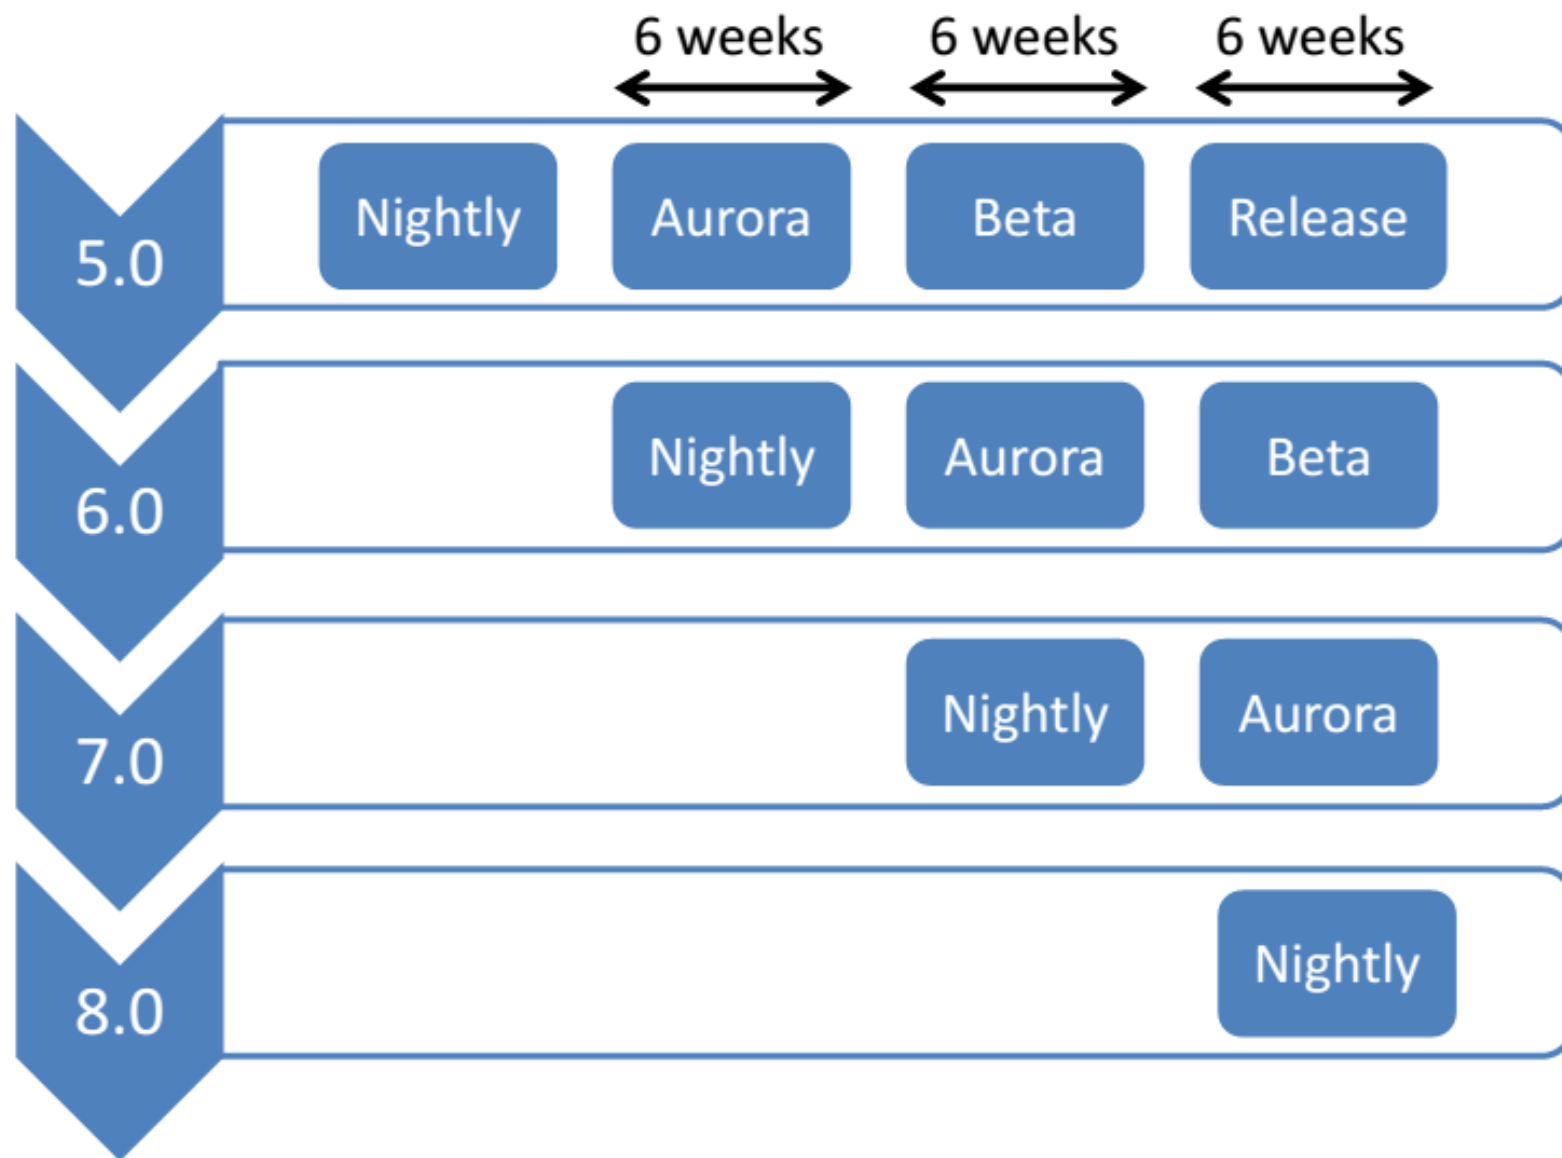 6 weeks 6 weeks 6 weeks
5.0 Nightly Aurora Beta Release
6.0 Nightly Aurora Beta
7.0 Nightly Aurora
8.0 Nightly